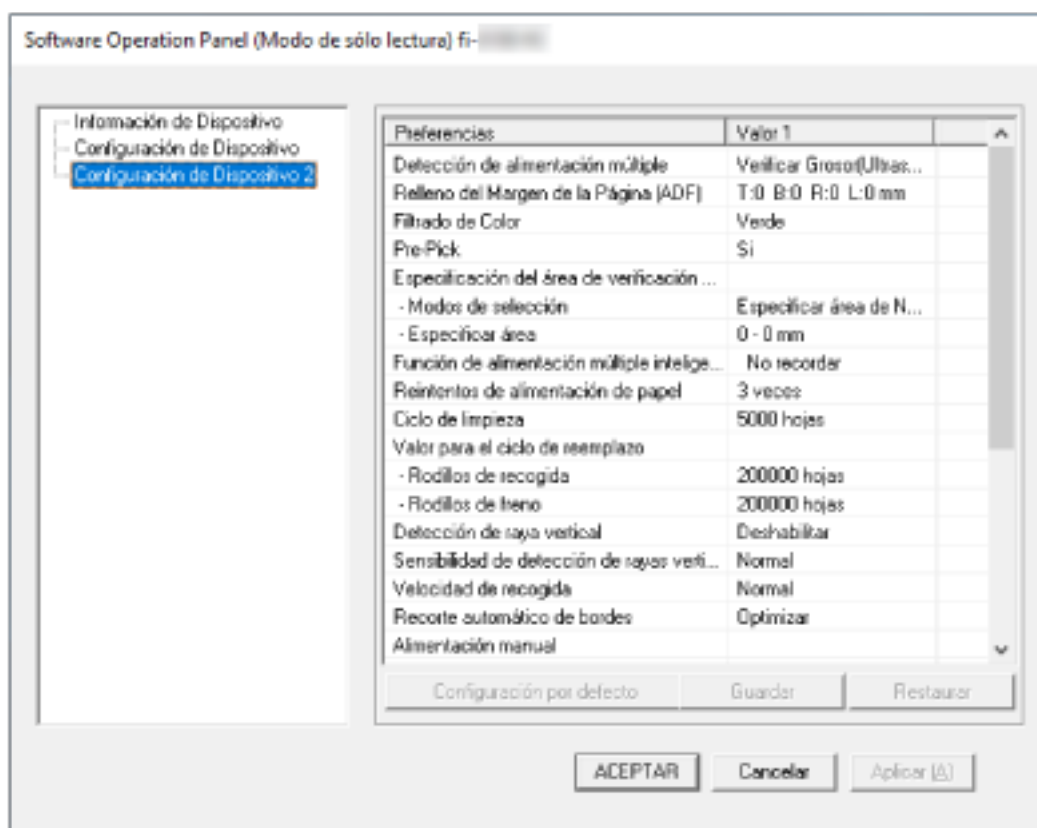 Software Operation Panel (Modo de sólo lectura) fi-
Información de Dispositivo
Configuración de Dispositivo
Configuración de Dispositivo 2
Preferencias Valor 1
Detección de alimentación múltiple Verificar Grosor(Ultras...
Relleno del Margen de la Página (ADF) T:0 B:0 R:0 L:0 mm
Filtrado de Color Verde
Pre-Pick Sí
Especificación del área de verificación ...
- Modos de selección Especificar área de N...
- Especificar área 0 - 0 mm
Función de alimentación múltiple intelige... No recordar
Reintentos de alimentación de papel 3 veces
Ciclo de limpieza 5000 hojas
Valor para el ciclo de reemplazo
- Rodillos de recogida 200000 hojas
- Rodillos de freno 200000 hojas
Detección de raya vertical Deshabilitar
Sensibilidad de detección de rayas verti... Normal
Velocidad de recogida Normal
Recorte automático de bordes Optimizar
Alimentación manual
Configuración por defecto Guardar Restaurar
ACEPTAR Cancelar Aplicar (A)